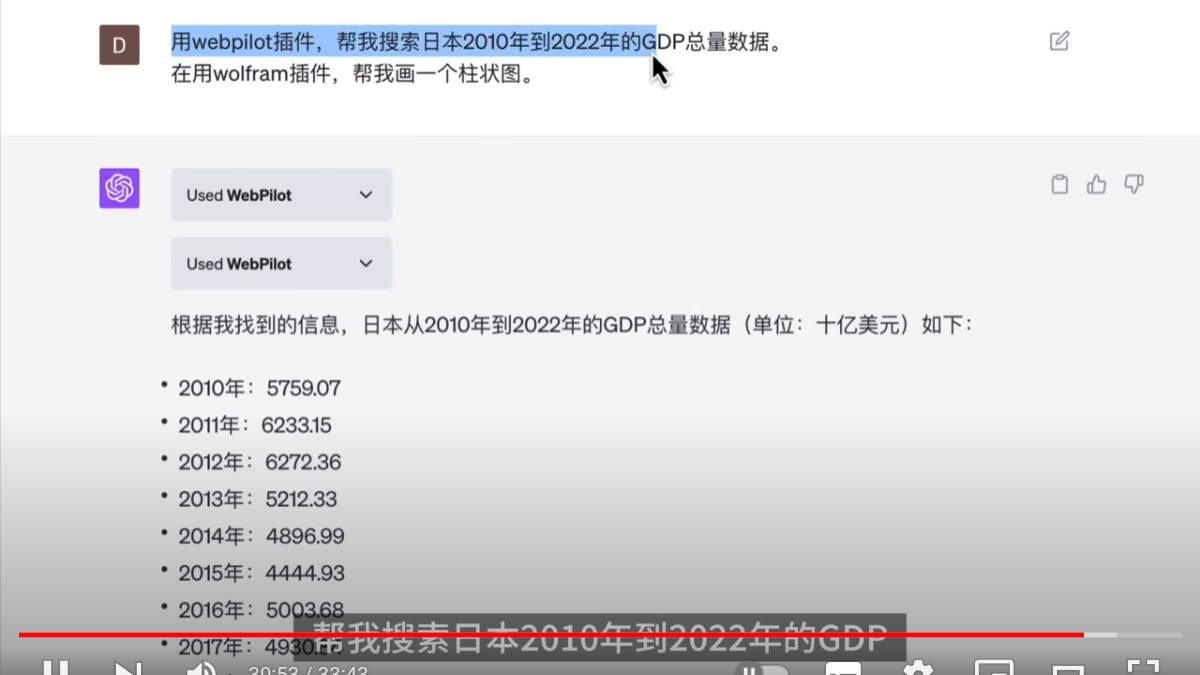 D
用webpilot插件，帮我搜索日本2010年到2022年的GDP总量数据。
在用wolfram插件，帮我画一个柱状图。
Used WebPilot
Used WebPilot
根据我找到的信息，日本从2010年到2022年的GDP总量数据（单位：十亿美元）如下：
• 2010年：5759.07
• 2011年：6233.15
• 2012年：6272.36
• 2013年：5212.33
• 2014年：4896.99
• 2015年：4444.93
• 2016年：5003.68
• 2017年：4930.
帮我搜索日本2010年到2022年的GDP
30:53 / 33:43